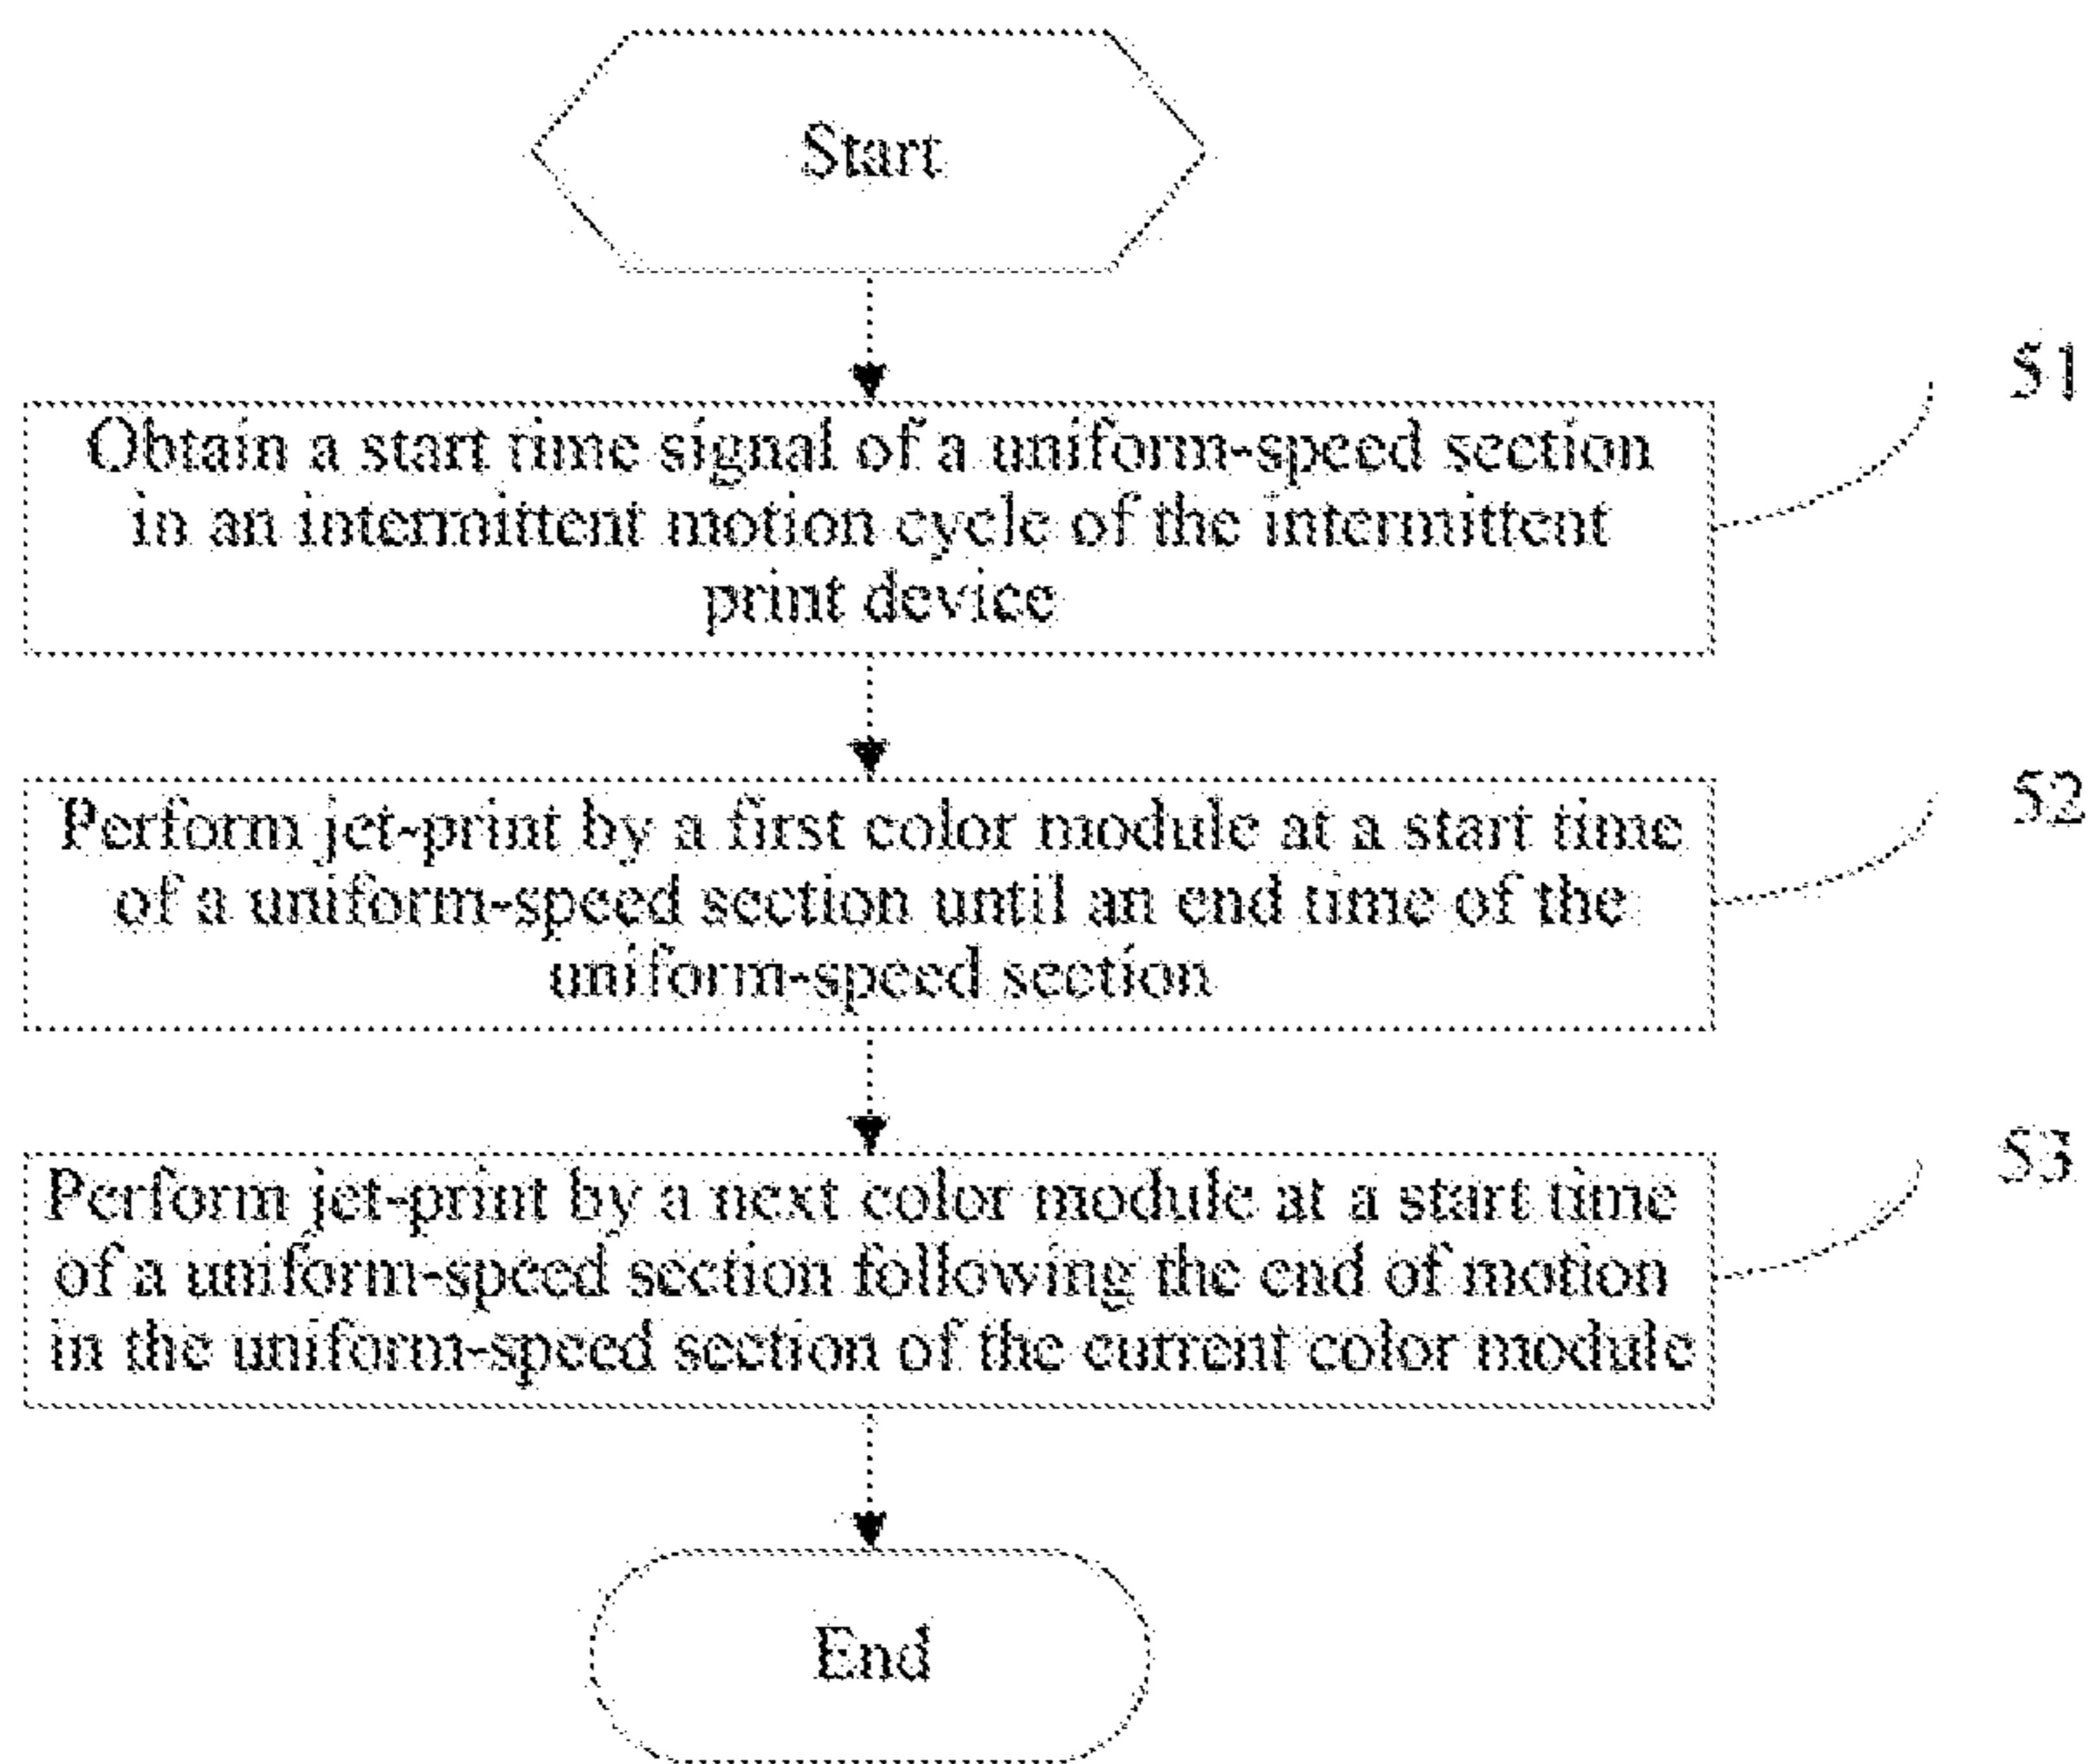 Start
S1
Obtain a start time signal of a uniform-speed section
in an intermittent motion cycle of the intermittent
print device
S2
Perform jet-print by a first color module at a start time
of a uniform-speed section until an end time of the
uniform-speed section
S3
Perform jet-print by a next color module at a start time
of a uniform-speed section following the end of motion
in the uniform-speed section of the current color module
End